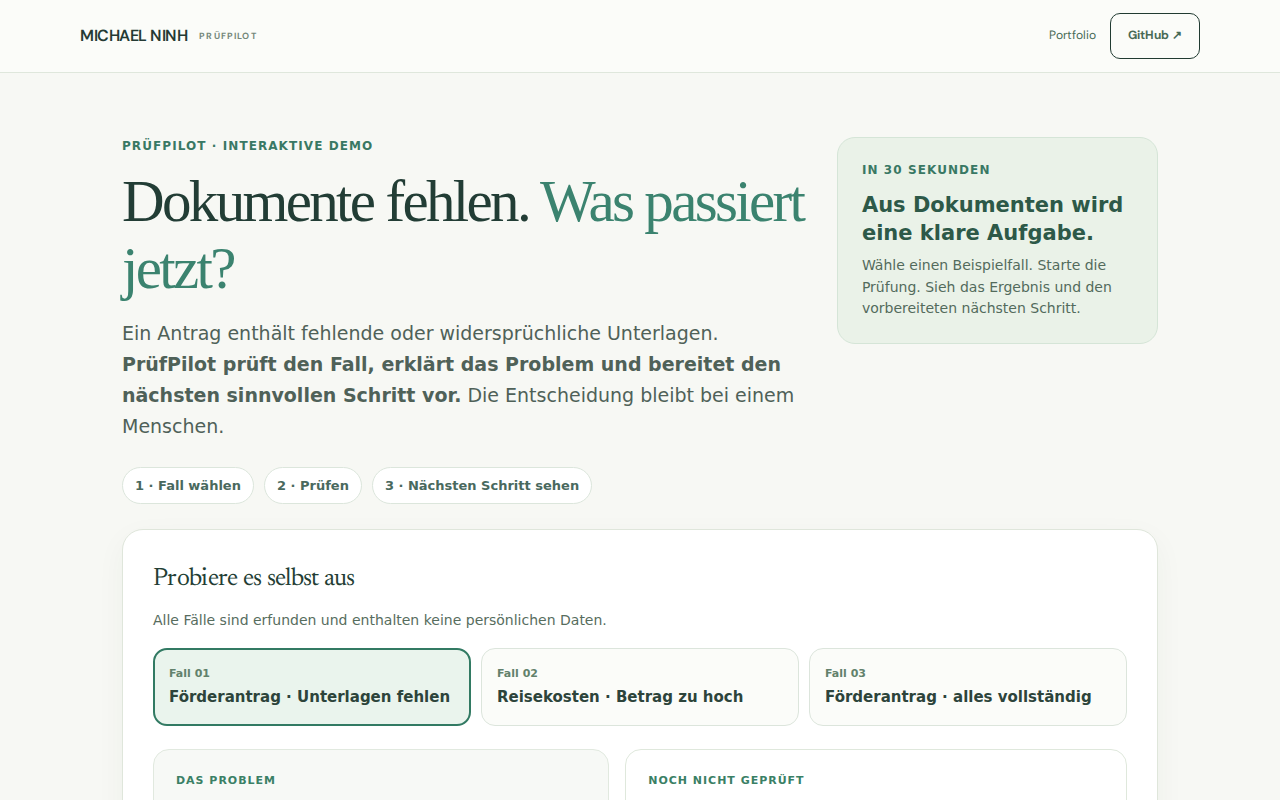 MICHAEL NINH PRÜFPILOT
Portfolio
GitHub ↗
PRÜFPILOT · INTERAKTIVE DEMO
Dokumente fehlen. Was passiert
jetzt?
Ein Antrag enthält fehlende oder widersprüchliche Unterlagen.
PrüfPilot prüft den Fall, erklärt das Problem und bereitet den
nächsten sinnvollen Schritt vor. Die Entscheidung bleibt bei einem
Menschen.
1 · Fall wählen
2 · Prüfen
3 · Nächsten Schritt sehen
IN 30 SEKUNDEN
Aus Dokumenten wird
eine klare Aufgabe.
Wähle einen Beispielfall. Starte die
Prüfung. Sieh das Ergebnis und den
vorbereiteten nächsten Schritt.
Probiere es selbst aus
Alle Fälle sind erfunden und enthalten keine persönlichen Daten.
Fall 01
Förderantrag · Unterlagen fehlen
Fall 02
Reisekosten · Betrag zu hoch
Fall 03
Förderantrag · alles vollständig
DAS PROBLEM
NOCH NICHT GEPRÜFT